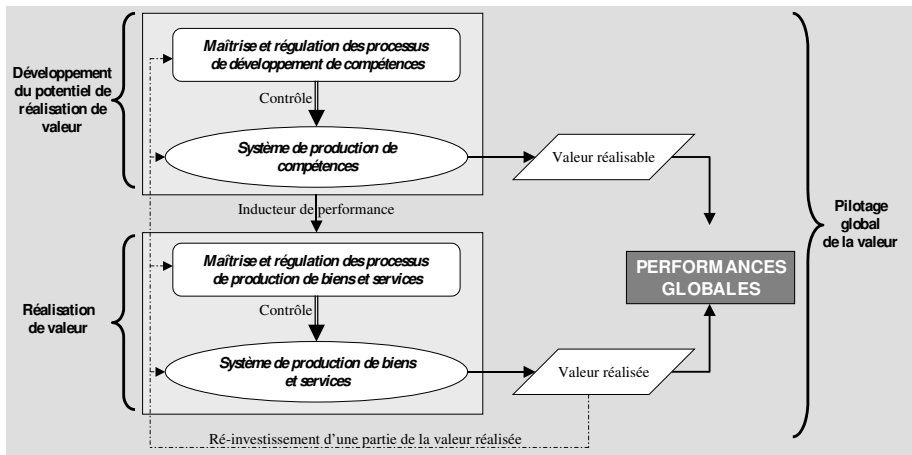 Développement
du potentiel de
réalisation de
valeur
Maîtrise et régulation des processus
de développement de compétences
Contrôle
Système de production de
compétences
Valeur réalisable
Inducteur de performance
Pilotage
global
de la valeur
Maîtrise et régulation des processus
de production de biens et services
PERFORMANCES
GLOBALES
Réalisation
de valeur
Contrôle
Système de production de biens
et services
Valeur réalisée
Ré-investissement d'une partie de la valeur réalisée